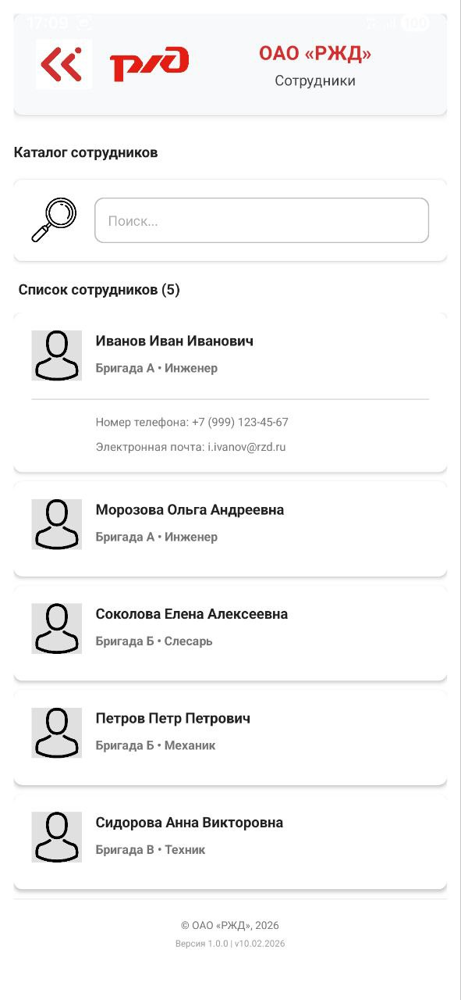 17:09
100
ржд
ОАО «РЖД»
Сотрудники
Каталог сотрудников
Поиск...
Список сотрудников (5)
Иванов Иван Иванович
Бригада А • Инженер
Номер телефона: +7 (999) 123-45-67
Электронная почта: i.ivanov@rzd.ru
Морозова Ольга Андреевна
Бригада А • Инженер
Соколова Елена Алексеевна
Бригада Б • Слесарь
Петров Петр Петрович
Бригада Б • Механик
Сидорова Анна Викторовна
Бригада В • Техник
© ОАО «РЖД», 2026
Версия 1.0.0 | v10.02.2026